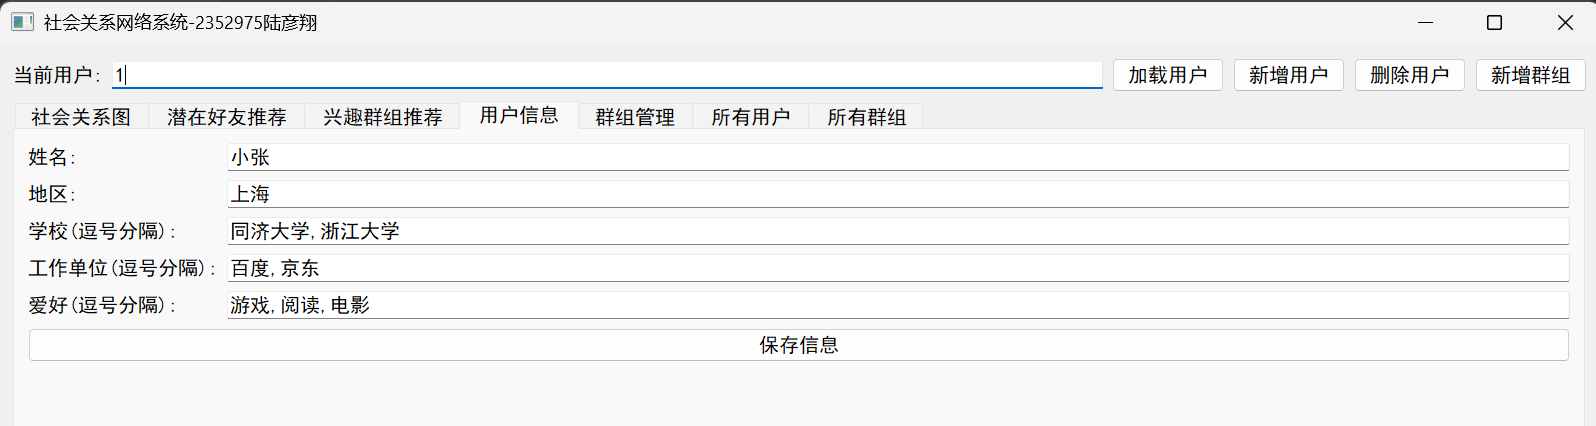 社会关系网络系统-2352975陆彦翔
当前用户: 1 加载用户 新增用户 删除用户 新增群组
社会关系图 潜在好友推荐 兴趣群组推荐 用户信息 群组管理 所有用户 所有群组
姓名: 小张
地区: 上海
学校(逗号分隔): 同济大学,浙江大学
工作单位(逗号分隔): 百度,京东
爱好(逗号分隔): 游戏,阅读,电影
保存信息